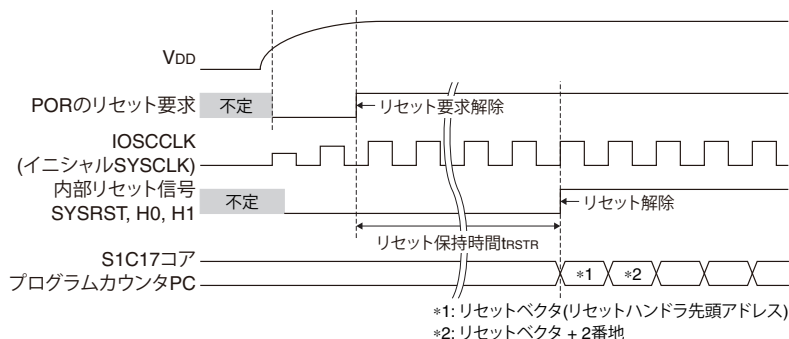 VDD
PORのリセット要求
不定
リセット要求解除
IOSCCLK
(イニシャルSYSCLK)
内部リセット信号
SYSRST, H0, H1
不定
リセット解除
リセット保持時間tRSTR
S1C17コア
プログラムカウンタPC
*1
*2
*1: リセットベクタ(リセットハンドラ先頭アドレス)
*2: リセットベクタ + 2番地